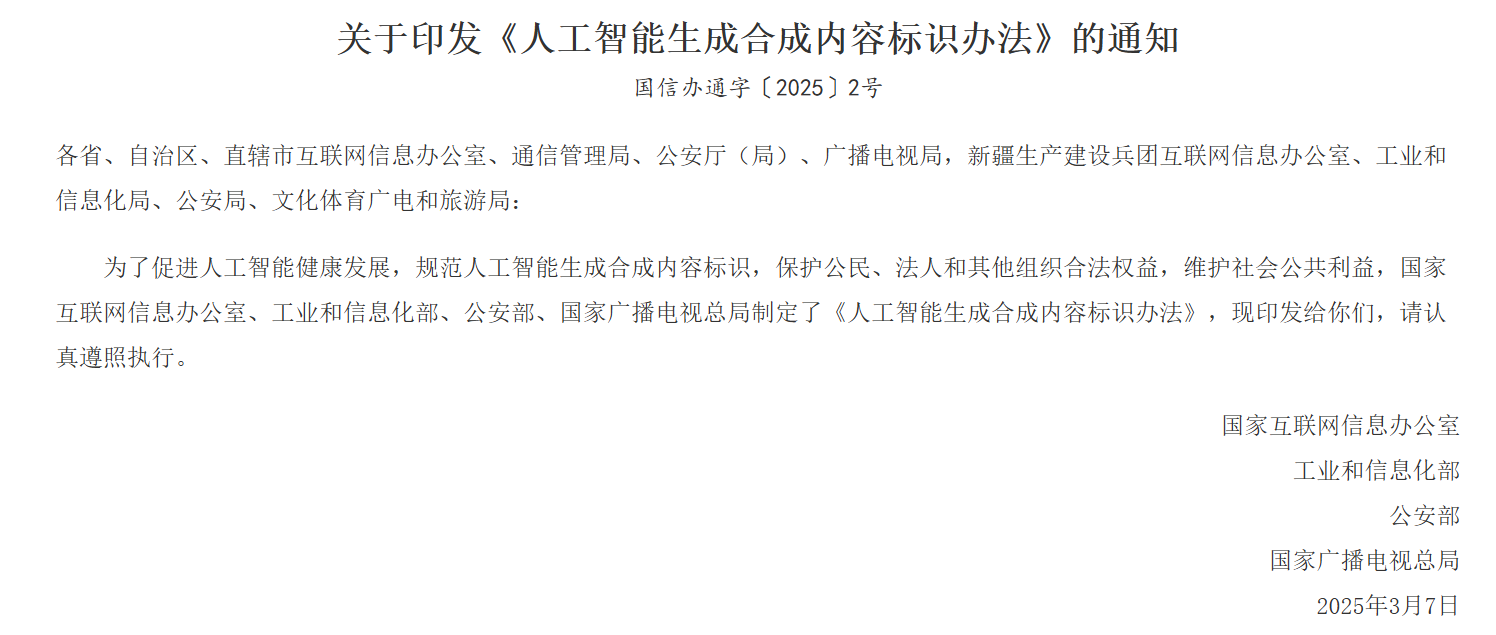 关于印发《人工智能生成合成内容标识办法》的通知
国信办通字〔2025〕2号
各省、自治区、直辖市互联网信息办公室、通信管理局、公安厅（局）、广播电视局，新疆生产建设兵团互联网信息办公室、工业和
信息化局、公安局、文化体育广电和旅游局：
为了促进人工智能健康发展，规范人工智能生成合成内容标识，保护公民、法人和其他组织合法权益，维护社会公共利益，国家
互联网信息办公室、工业和信息化部、公安部、国家广播电视总局制定了《人工智能生成合成内容标识办法》，现印发给你们，请认
真遵照执行。
国家互联网信息办公室
工业和信息化部
公安部
国家广播电视总局
2025年3月7日